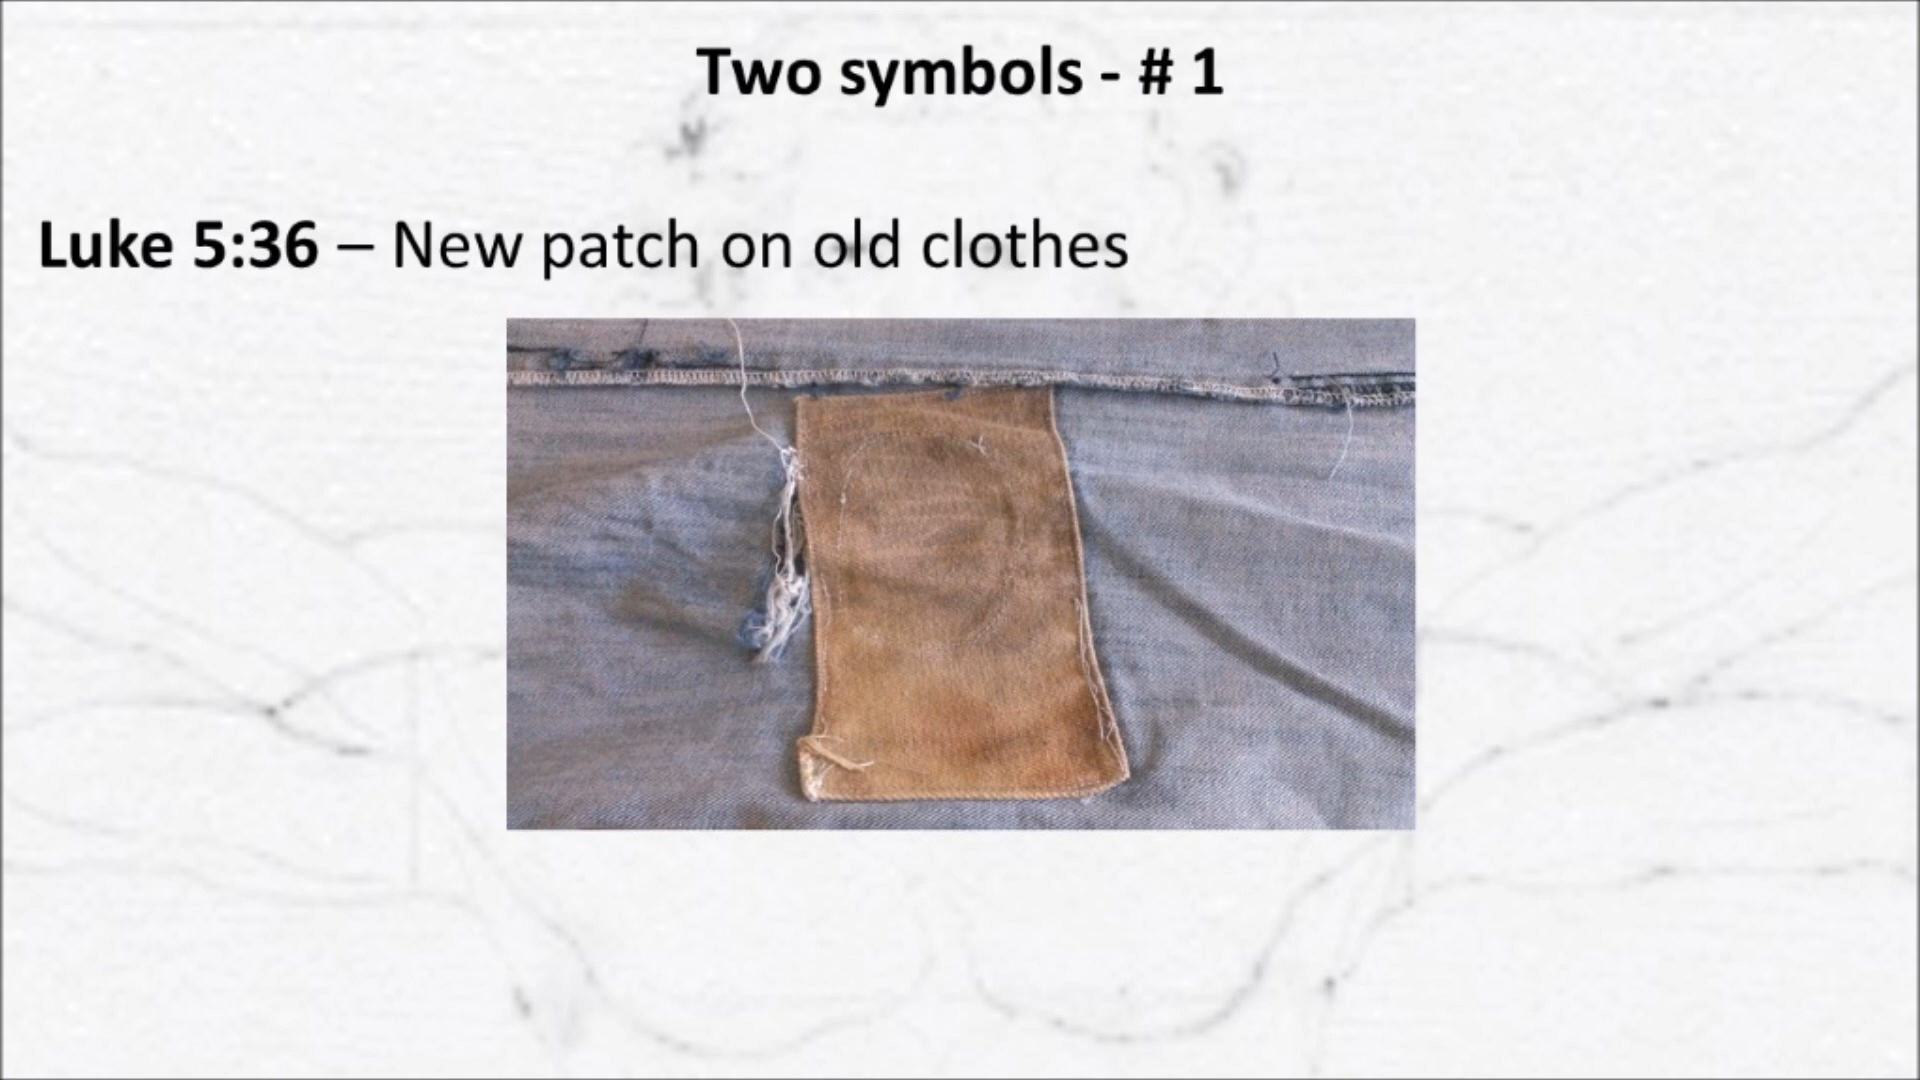 Two symbols - # 1
Luke 5:36 – New patch on old clothes